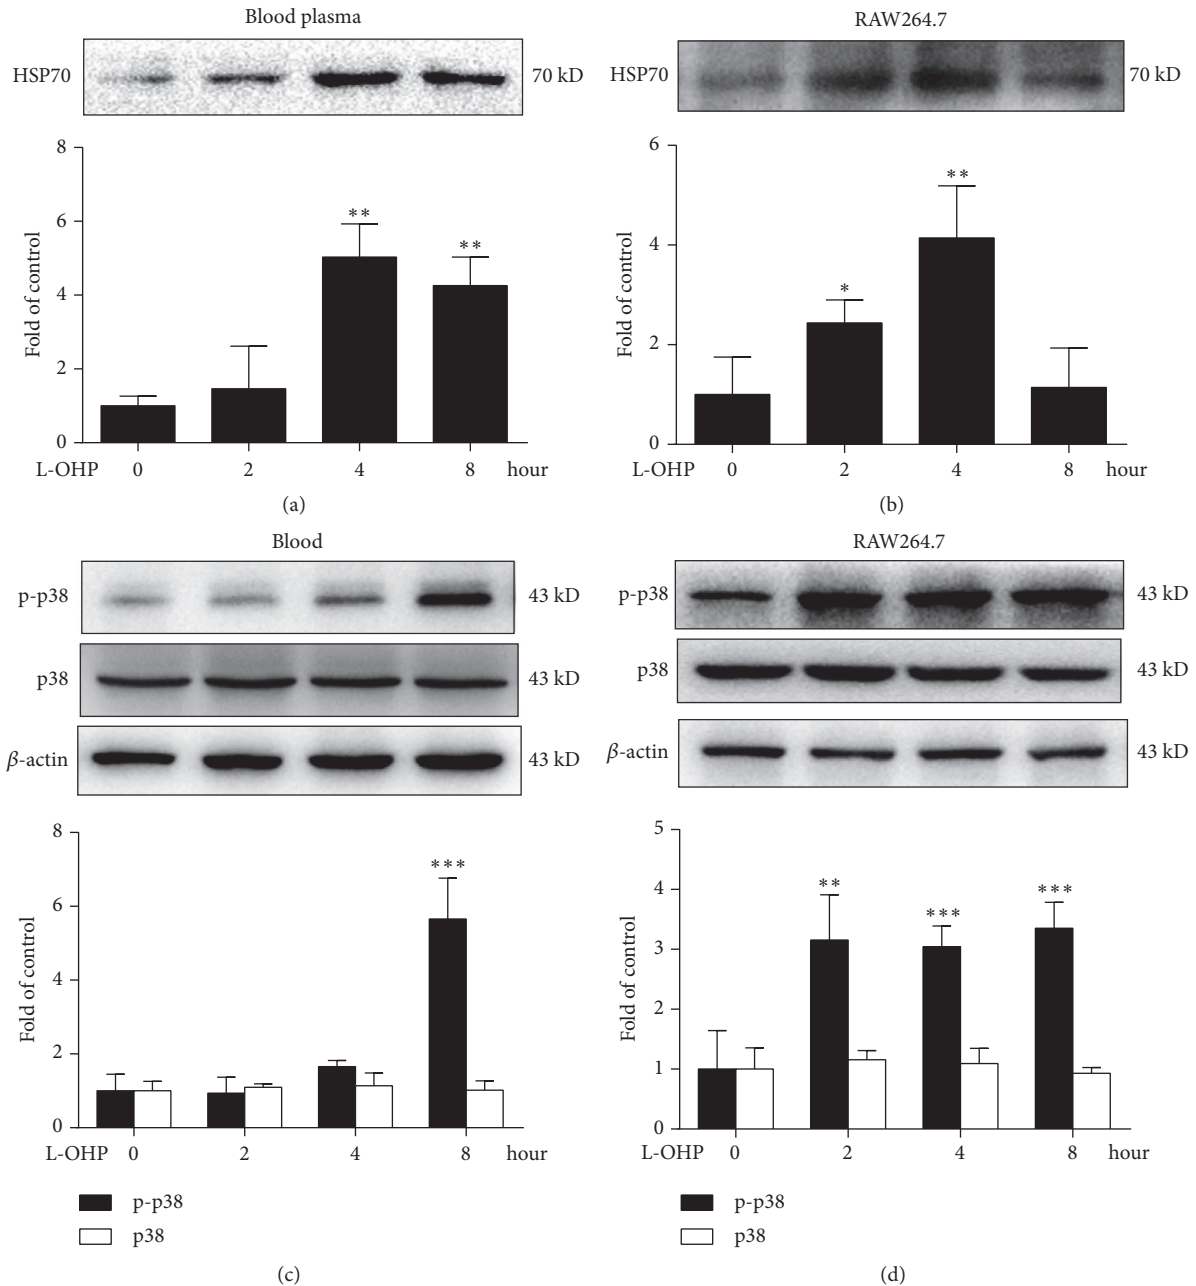 Blood plasma
HSP70 70 kD
8
6
4
2
0
Fold of control
** **
L-OHP 0 2 4 8 hour
(a)
RAW264.7
HSP70 70 kD
6
4
2
0
Fold of control
* **
L-OHP 0 2 4 8 hour
(b)
Blood
p-p38 43 kD
p38 43 kD
β-actin 43 kD
8
6
4
2
0
Fold of control
***
L-OHP 0 2 4 8 hour
p-p38
p38
(c)
RAW264.7
p-p38 43 kD
p38 43 kD
β-actin 43 kD
5
4
3
2
1
0
Fold of control
** *** ***
L-OHP 0 2 4 8 hour
p-p38
p38
(d)